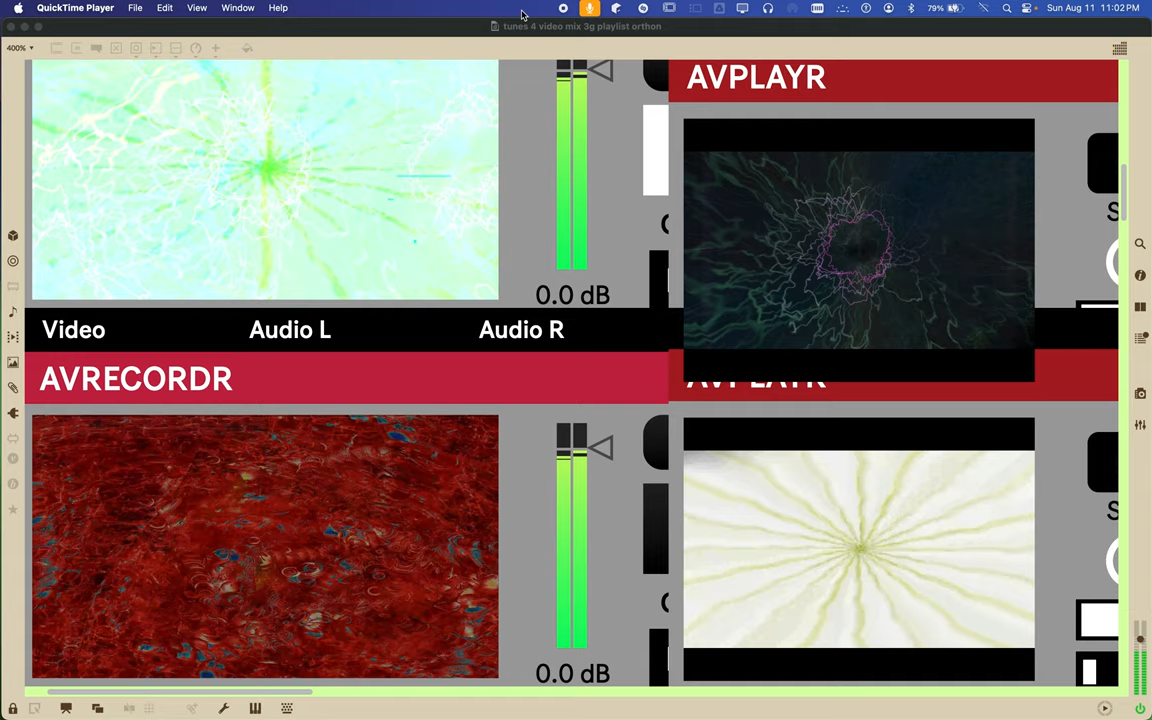 QuickTime Player File Edit View Window Help 79% Sun Aug 11 11:02 PM
tunes 4 video mix 3g playlist orthon
400%
AVPLAYR
S
0.0 dB
Video Audio L Audio R
AVRECORDR
AVPLAYR
S
0.0 dB